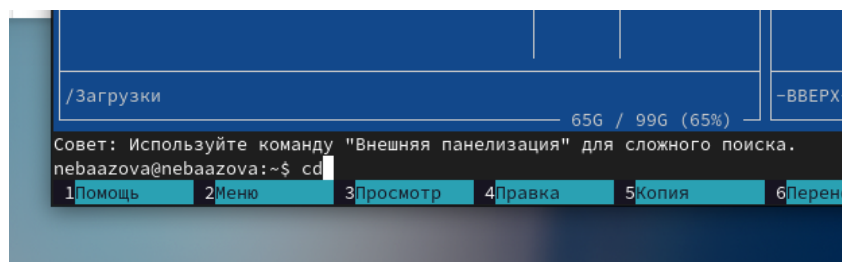 /Загрузки
-ВВЕРХ
65G / 99G (65%)
Совет: Используйте команду "Внешняя панелизация" для сложного поиска.
nebaazova@nebaazova:~$ cd
1Помощь 2Меню 3Просмотр 4Правка 5Копия 6Перен